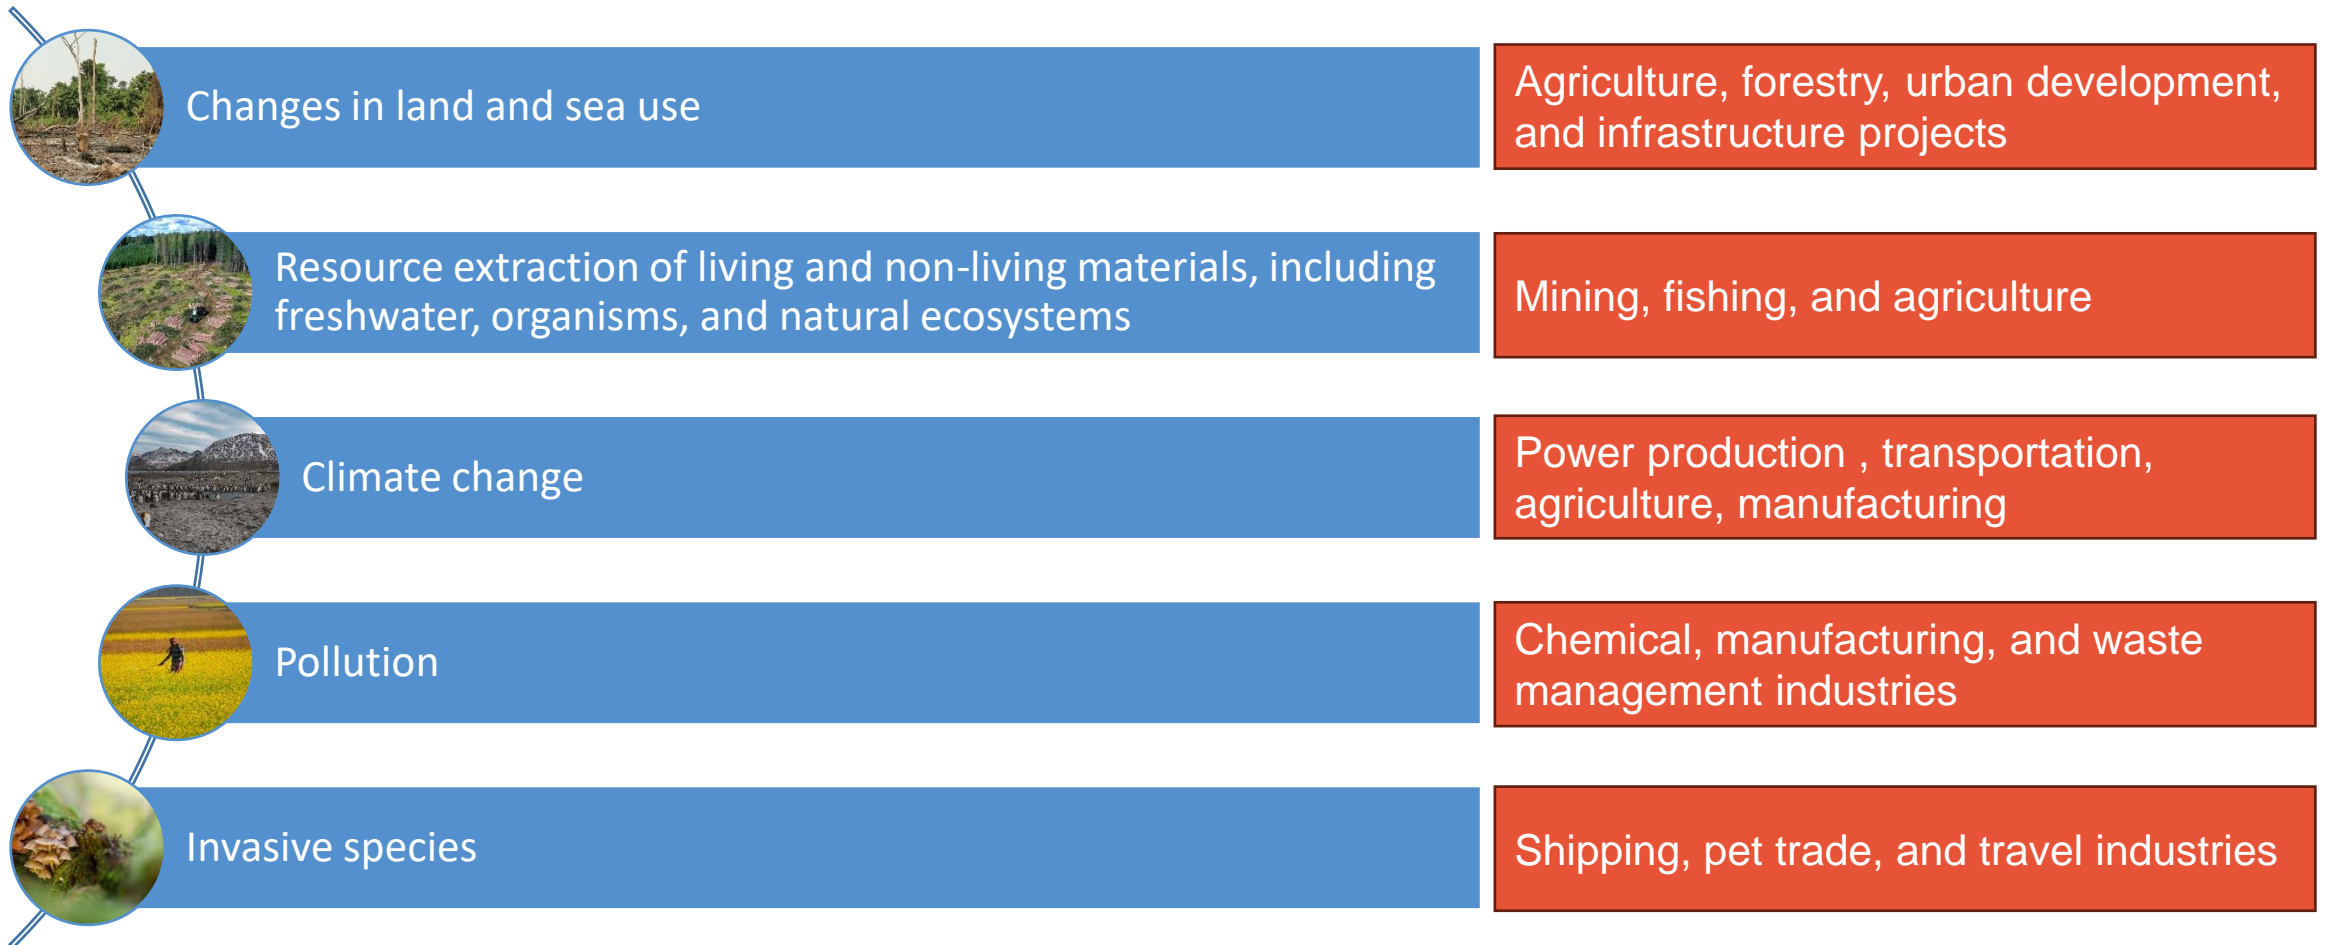 Changes in land and sea use
Agriculture, forestry, urban development,
and infrastructure projects
Resource extraction of living and non-living materials, including
freshwater, organisms, and natural ecosystems
Mining, fishing, and agriculture
Climate change
Power production , transportation,
agriculture, manufacturing
Pollution
Chemical, manufacturing, and waste
management industries
Invasive species
Shipping, pet trade, and travel industries